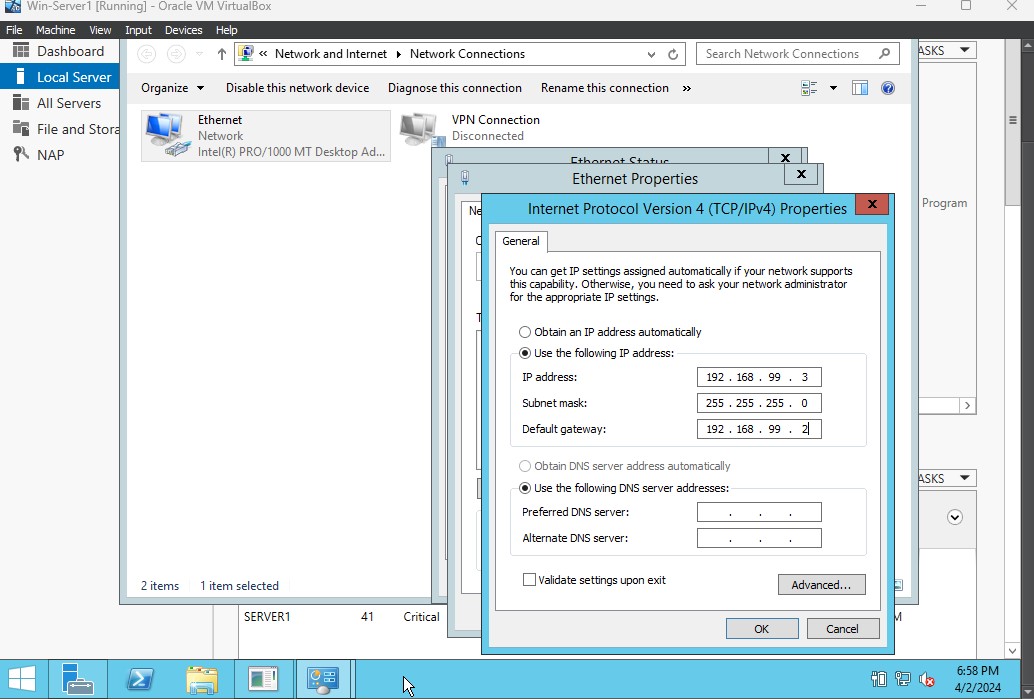 Win-Server1 [Running] - Oracle VM VirtualBox
File Machine View Input Devices Help
Dashboard
Local Server
All Servers
File and Stora
NAP
« Network and Internet Network Connections
Search Network Connections
Organize Disable this network device Diagnose this connection Rename this connection »
Ethernet
Network
Intel(R) PRO/1000 MT Desktop Ad...
VPN Connection
Disconnected
ASKS
Program
Ethernet Status
Ethernet Properties
Ne
Internet Protocol Version 4 (TCP/IPv4) Properties
General
You can get IP settings assigned automatically if your network supports
this capability. Otherwise, you need to ask your network administrator
for the appropriate IP settings.
Obtain an IP address automatically
Use the following IP address:
IP address: 192 . 168 . 99 . 3
Subnet mask: 255 . 255 . 255 . 0
Default gateway: 192 . 168 . 99 . 2
Obtain DNS server address automatically
Use the following DNS server addresses:
Preferred DNS server: . . .
Alternate DNS server: . . .
Validate settings upon exit
Advanced...
OK Cancel
ASKS
2 items 1 item selected
SERVER1 41 Critical
M
6:58 PM
4/2/2024